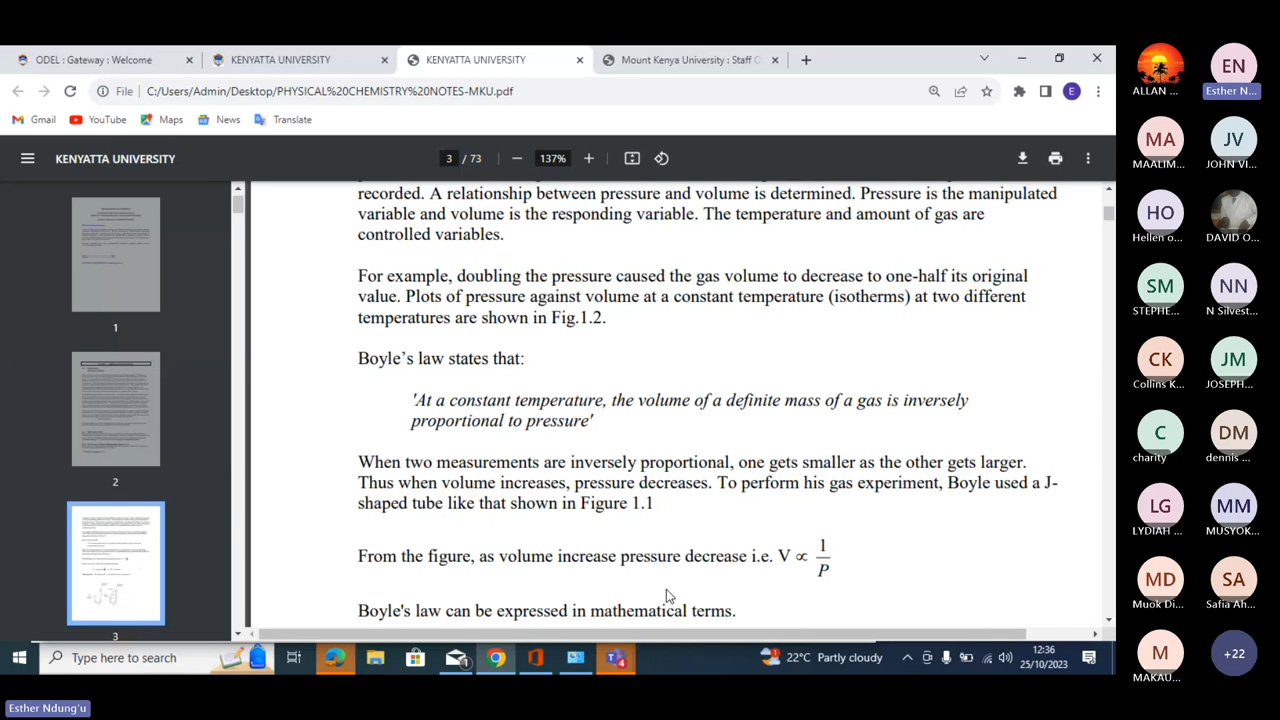 ODEL : Gateway : Welcome
KENYATTA UNIVERSITY
KENYATTA UNIVERSITY
Mount Kenya University : Staff O
File
C:/Users/Admin/Desktop/PHYSICAL%20CHEMISTRY%20NOTES-MKU.pdf
E
Gmail
YouTube
Maps
News
Translate
KENYATTA UNIVERSITY
3 / 73
137%
1
2
3
recorded. A relationship between pressure and volume is determined. Pressure is the manipulated
variable and volume is the responding variable. The temperature and amount of gas are
controlled variables.
For example, doubling the pressure caused the gas volume to decrease to one-half its original
value. Plots of pressure against volume at a constant temperature (isotherms) at two different
temperatures are shown in Fig.1.2.
Boyle's law states that:
'At a constant temperature, the volume of a definite mass of a gas is inversely
proportional to pressure'
When two measurements are inversely proportional, one gets smaller as the other gets larger.
Thus when volume increases, pressure decreases. To perform his gas experiment, Boyle used a J-
shaped tube like that shown in Figure 1.1
From the figure, as volume increase pressure decrease i.e. V ∝ 1/P
Boyle's law can be expressed in mathematical terms.
Type here to search
22°C Partly cloudy
12:36
25/10/2023
Esther Ndung'u
ALLAN ...
EN
Esther N...
MA
MAALIM...
JV
JOHN VI...
HO
Hellen o...
DAVID O...
SM
STEPHE...
NN
N Silvest...
CK
Collins K...
JM
JOSEPH...
C
charity
DM
dennis ...
LG
LYDIAH ...
MM
MUSYOK...
MD
Muok Di...
SA
Safia Ah...
M
MAKAU...
+22